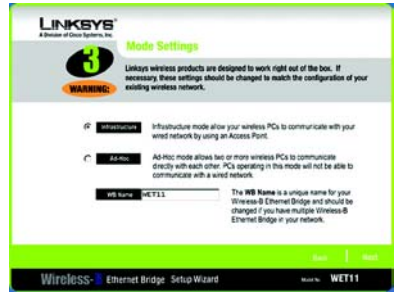 LINKSYS®
A Division of Cisco Systems, Inc.
3
WARNING:
Mode Settings
Linksys wireless products are designed to work right out of the box. If
necessary, these settings should be changed to match the configuration of your
existing wireless network.
Infrastructure
Infrastucture mode allow your wireless PCs to communicate with your
wired network by using an Access Point.
Ad-Hoc
Ad-Hoc mode allows two or more wireless PCs to communicate
directly with each other. PCs operating in this mode will not be able to
communicate with a wired network.
WB Name
WET11
The WB Name is a unique name for your
Wireless-B Ethernet Bridge and should be
changed if you have multiple Wireless-B
Ethernet Bridge in your network.
Back
Next
Wireless-B Ethernet Bridge Setup Wizard
Model No. WET11